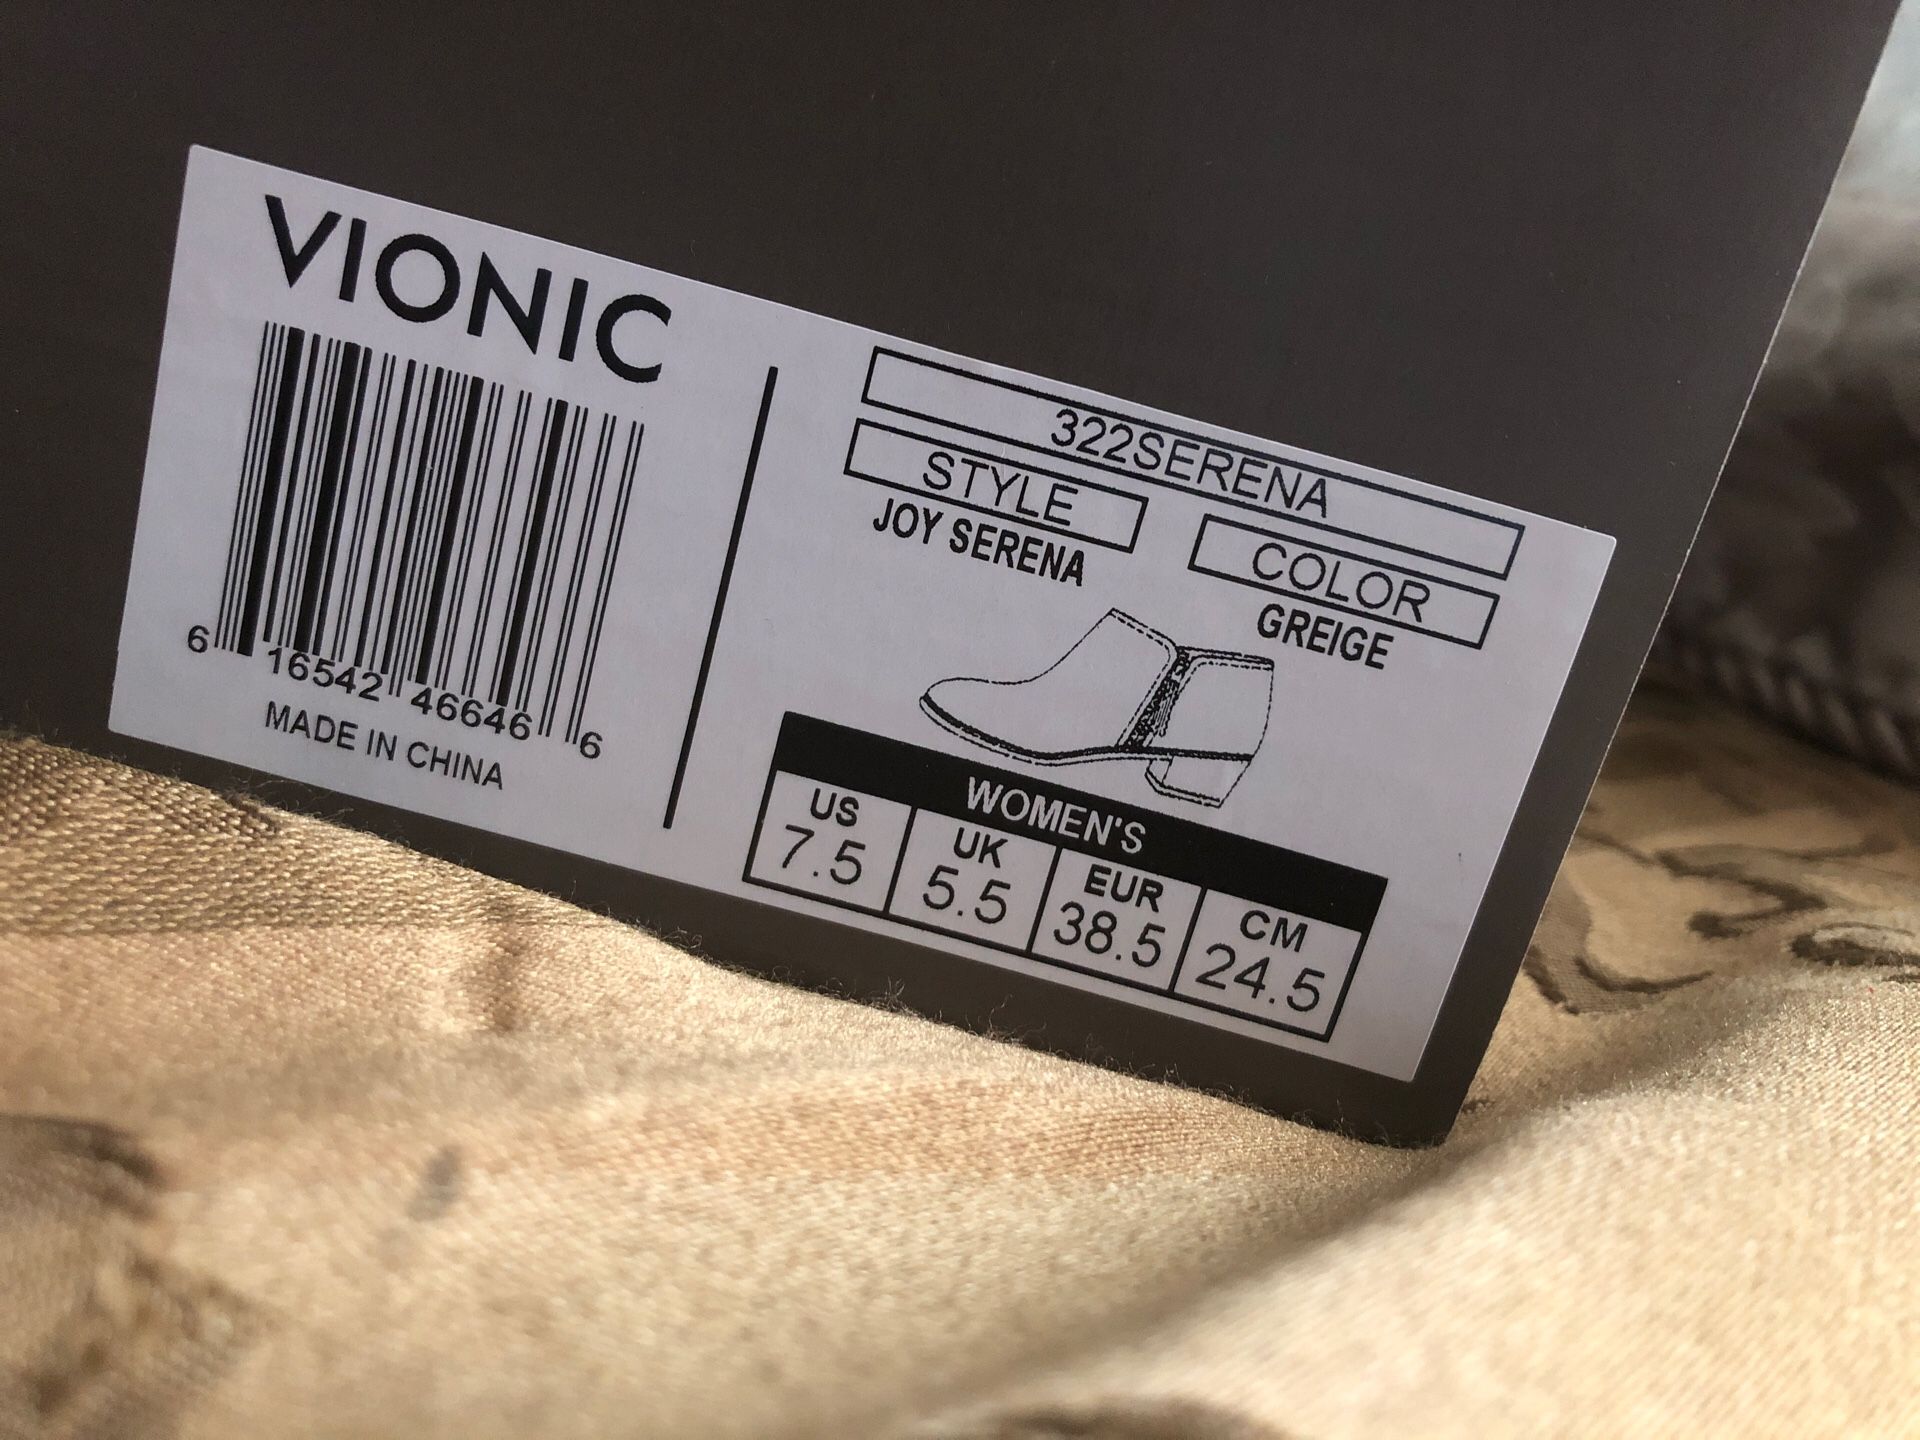 VIONIC
6 16542 46646 6
MADE IN CHINA
322SERENA
STYLE COLOR
JOY SERENA GREIGE
WOMEN'S
US UK EUR CM
7.5 5.5 38.5 24.5